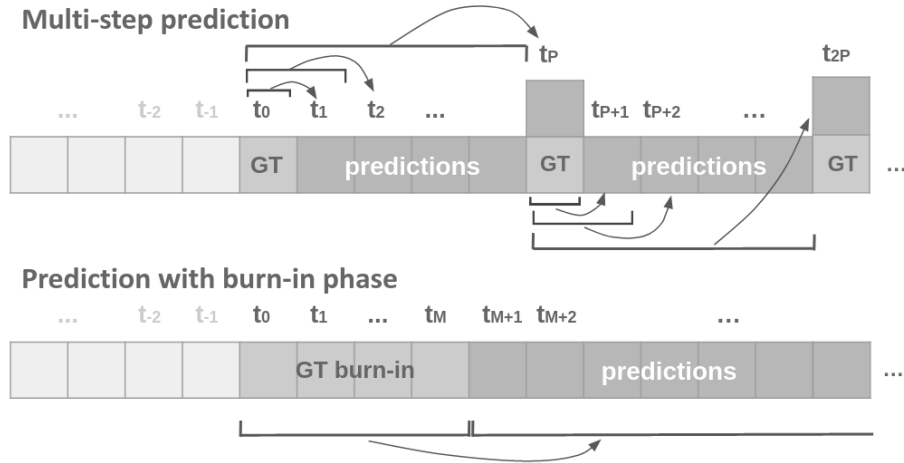 Multi-step prediction
... t-2 t-1 t0 t1 t2 ... tP tP+1 tP+2 ... t2P
GT predictions GT predictions GT ...
Prediction with burn-in phase
... t-2 t-1 t0 t1 ... tM tM+1 tM+2 ...
GT burn-in predictions ...